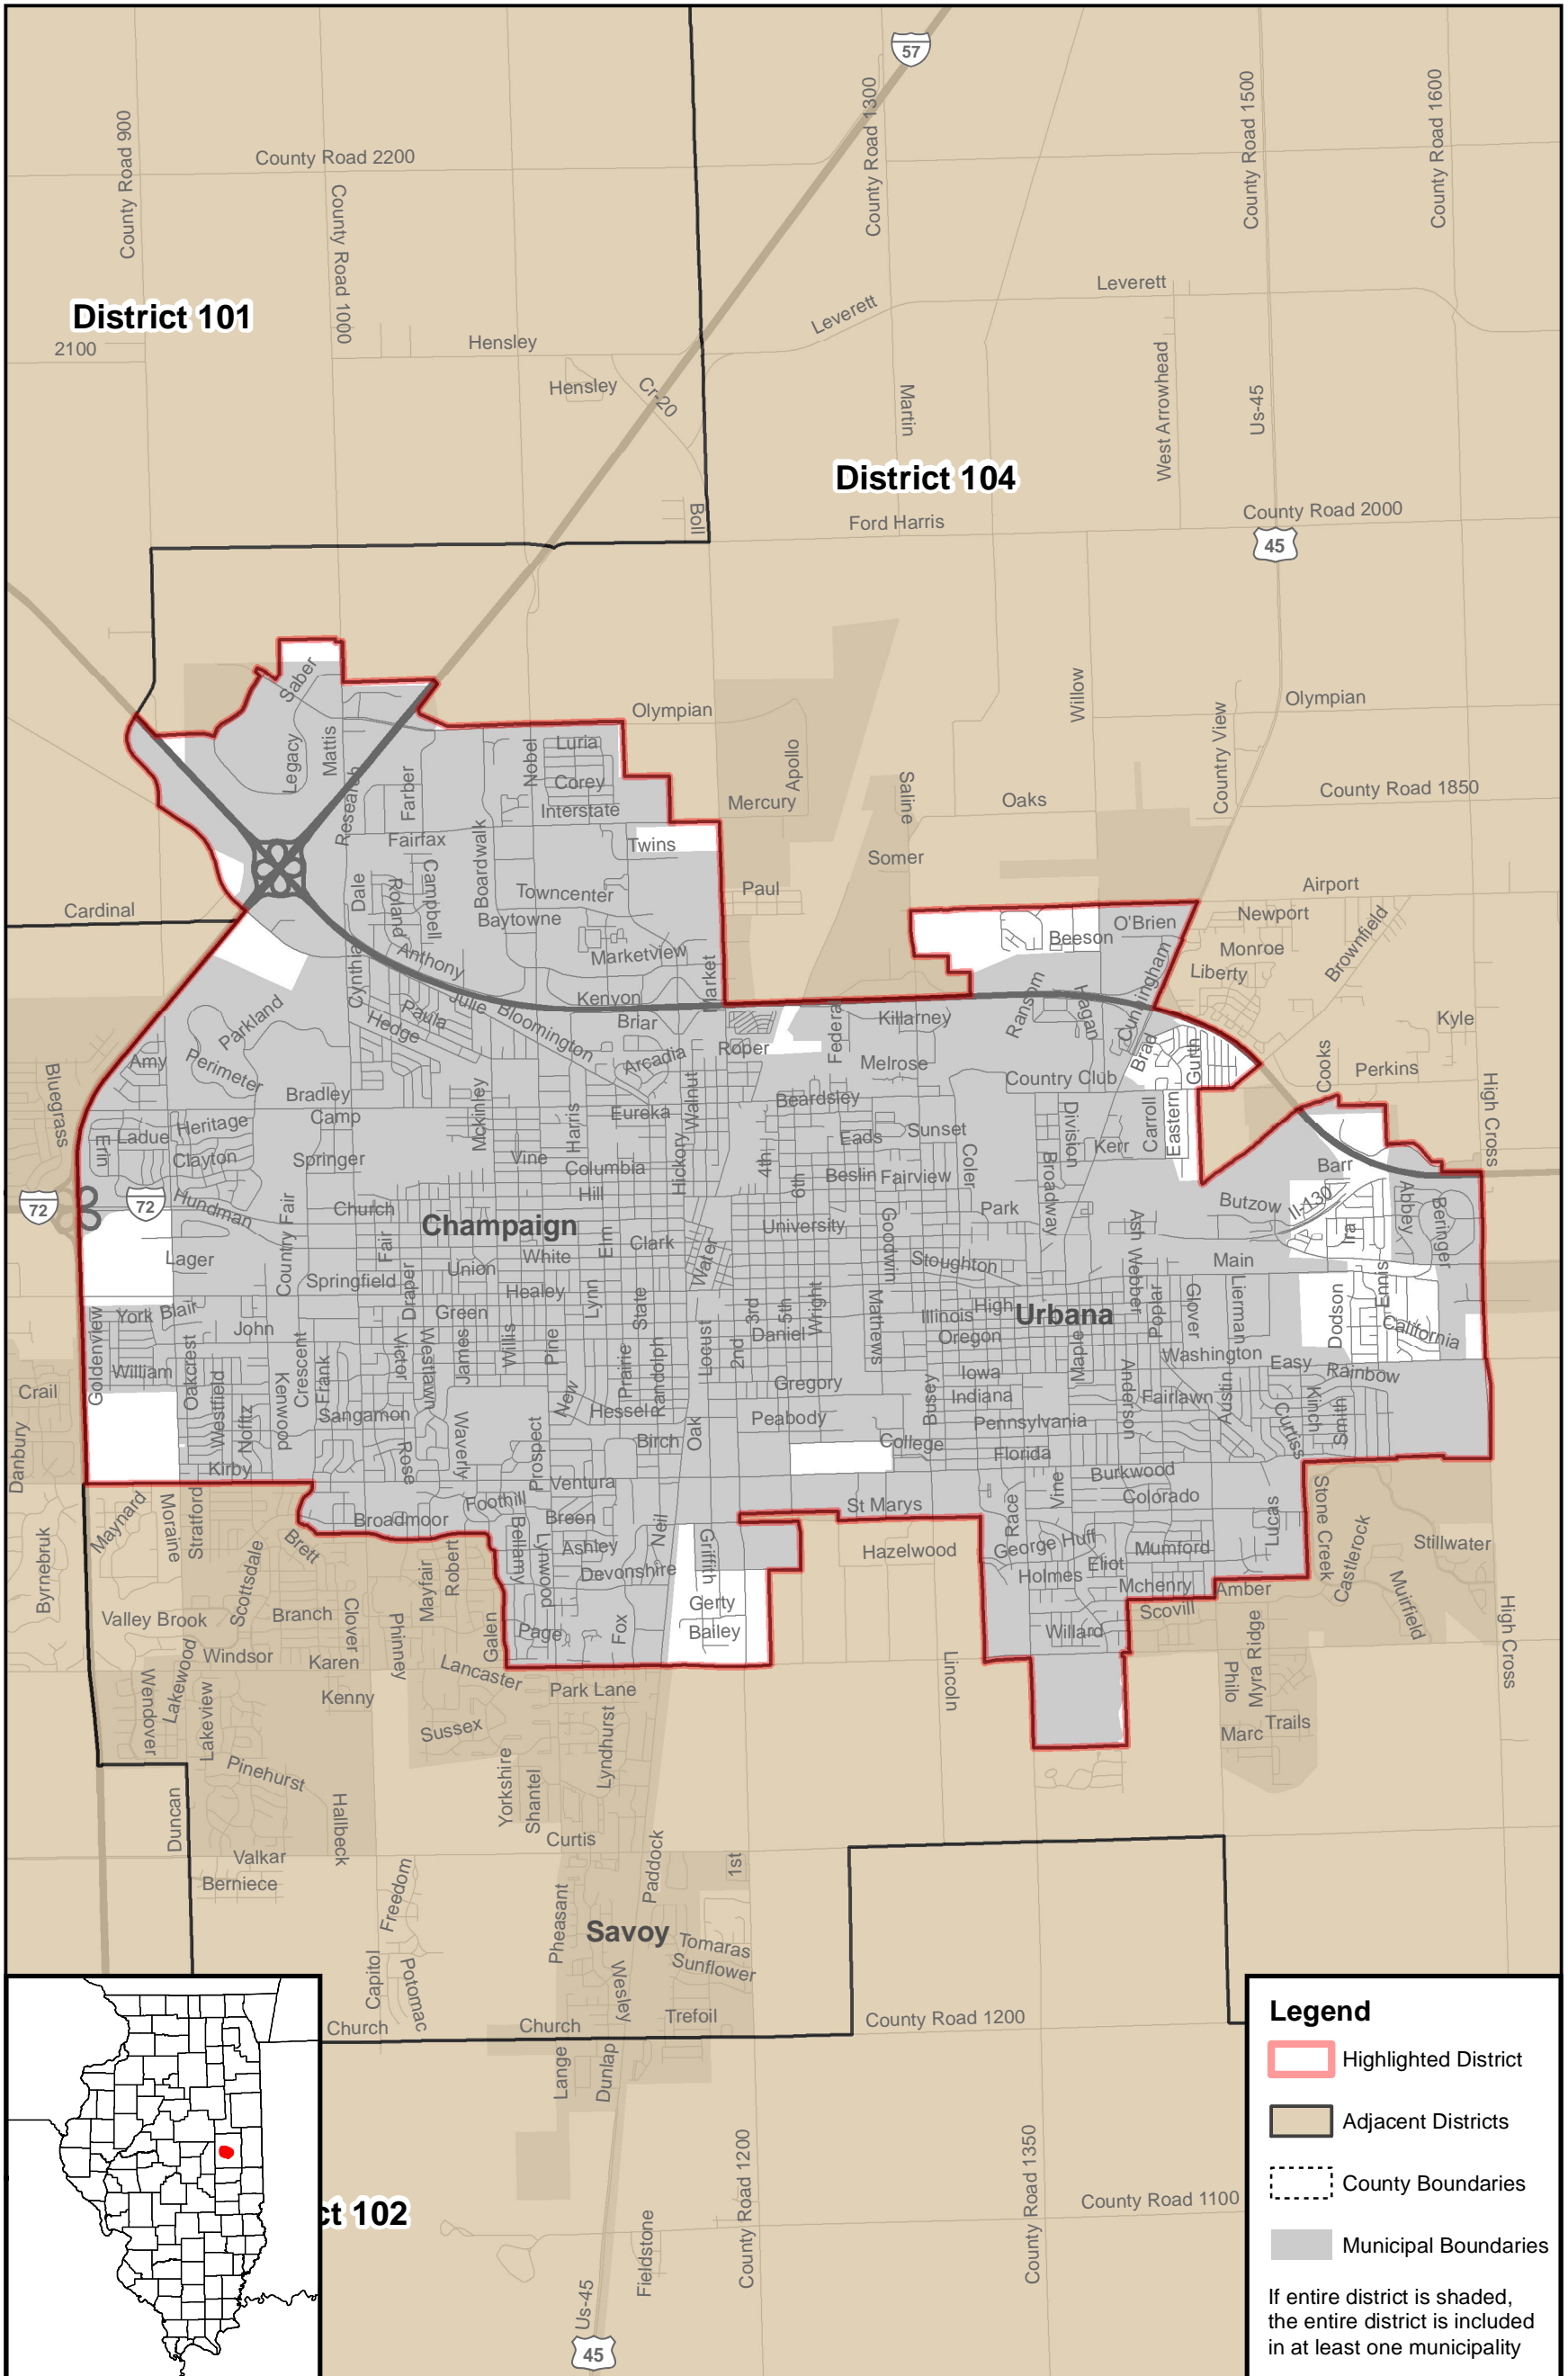 57
County Road 900
County Road 2200
County Road 1000
County Road 1300
County Road 1500
County Road 1600
District 101
2100
Hensley
Hensley
Cr-20
Leverett
Leverett
Martin
West Arrowhead
Us-45
District 104
Boll
Ford Harris
County Road 2000
45
Saber
Legacy
Mattis
Olympian
Willow
Country View
Olympian
Nobel
Luria
Corey
Interstate
Research
Farber
Apollo
Mercury
Saline
Oaks
County Road 1850
Fairfax
Twins
Somer
Dale
Roland
Campbell
Boardwalk
Towncenter
Baytowne
Paul
Airport
Cardinal
Newport
O'Brien
Beeson
Monroe
Brownfield
Liberty
Cynthia
Anthony
Marketview
Market
Kenyon
Julie
Paula
Hedge
Bloomington
Briar
Parkland
Perimeter
Amy
Arcadia
Roper
Federal
Killarney
Melrose
Ransom
Hagan
Cunningham
Brad
Gurth
Kyle
Cooks
Perkins
High Cross
Bluegrass
Bradley
Camp
Mckinley
Harris
Eureka
Walnut
Beardsley
Country Club
Division
Carroll
Eastern
Kerr
Erin
Ladue
Heritage
Clayton
Springer
Vine
Columbia
Hill
Hickory
4th
6th
Eads
Sunset
Beslin
Fairview
Coler
Broadway
Barr
72
72
Hundman
Church
Champaign
University
Goodwin
Park
Butzow
Il-130
Ira
Abbey
Beringer
Lager
Country Fair
Fair
Elm
Clark
Water
White
Union
Springfield
Draper
Healey
Stoughton
Ash
Webber
Main
Ennis
York
Blair
John
Green
Lynn
State
3rd
5th
Wright
Mathews
Illinois
High
Urbana
Poplar
Glover
Lierman
Dodson
California
Goldenview
William
Oakcrest
Crescent
Frank
Victor
Westlawn
James
Willis
Pine
Prairie
Randolph
Locust
2nd
Daniel
Oregon
Maple
Washington
Easy
Rainbow
Crail
Westfield
Noffitz
Kenwood
Sangamon
New
Hessel
Gregory
Iowa
Indiana
Busey
Anderson
Fairlawn
Austin
Kinch
Smith
Curtiss
Danbury
Rose
Waverly
Prospect
Birch
Oak
Peabody
College
Pennsylvania
Florida
Kirby
Ventura
Burkwood
Colorado
Vine
Race
Maynard
Moraine
Stratford
Foothill
Broadmoor
Breen
Bellamy
Lynwood
Ashley
Neil
Griffith
St Marys
Hazelwood
George Huff
Eliot
Mumford
Lucas
Stone Creek
Castlerock
Stillwater
Byrnebruk
Brett
Scottsdale
Mayfair
Robert
Devonshire
Holmes
Mchenry
Amber
Muirfield
Valley Brook
Branch
Clover
Phinney
Galen
Page
Fox
Gerty
Bailey
Scovill
Willard
High Cross
Windsor
Karen
Lancaster
Lincoln
Philo
Myra Ridge
Wendover
Lakewood
Lakeview
Kenny
Park Lane
Sussex
Lyndhurst
Marc
Trails
Pinehurst
Yorkshire
Shantel
Duncan
Hallbeck
Curtis
Paddock
1st
Valkar
Berniece
Freedom
Pheasant
Savoy
Tomaras
Sunflower
Capitol
Potomac
Wesley
Trefoil
Church
Church
County Road 1200
Lange
Dunlap
County Road 1200
County Road 1350
County Road 1100
ct 102
Fieldstone
Us-45
45
Legend
Highlighted District
Adjacent Districts
County Boundaries
Municipal Boundaries
If entire district is shaded,
the entire district is included
in at least one municipality